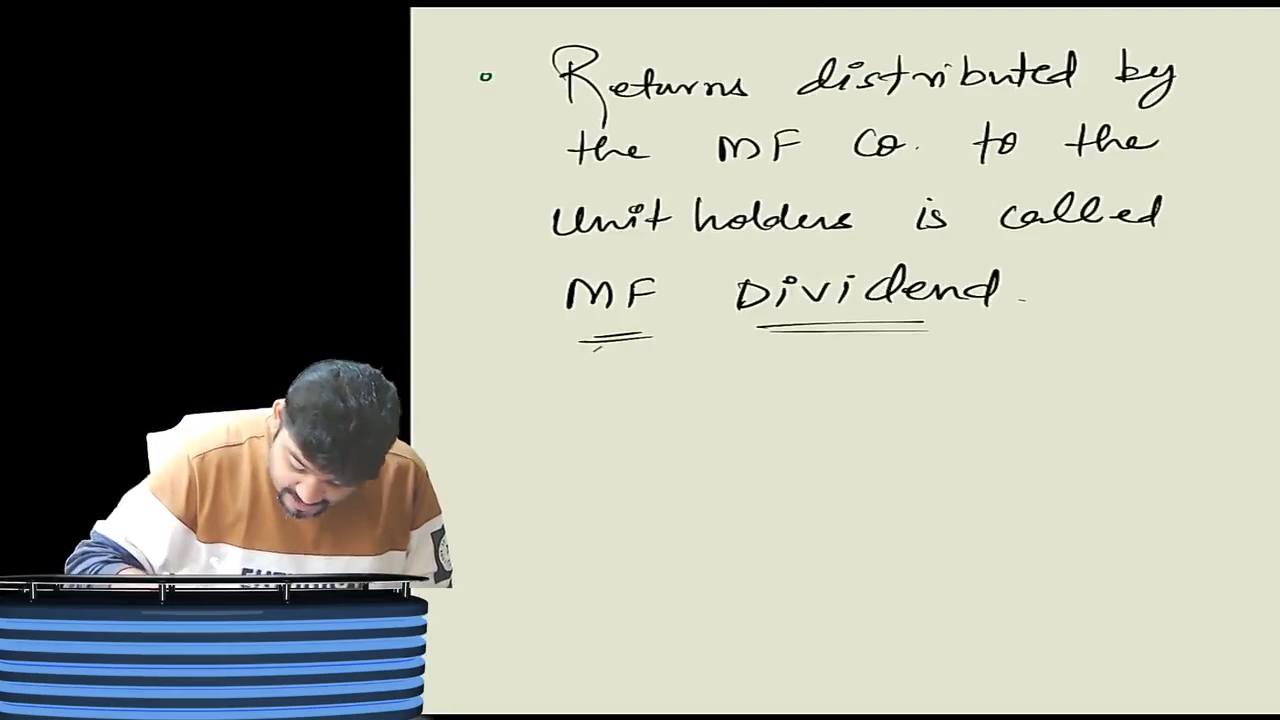 Returns distributed by
the MF Co. to the
unit holders is called
MF Dividend.